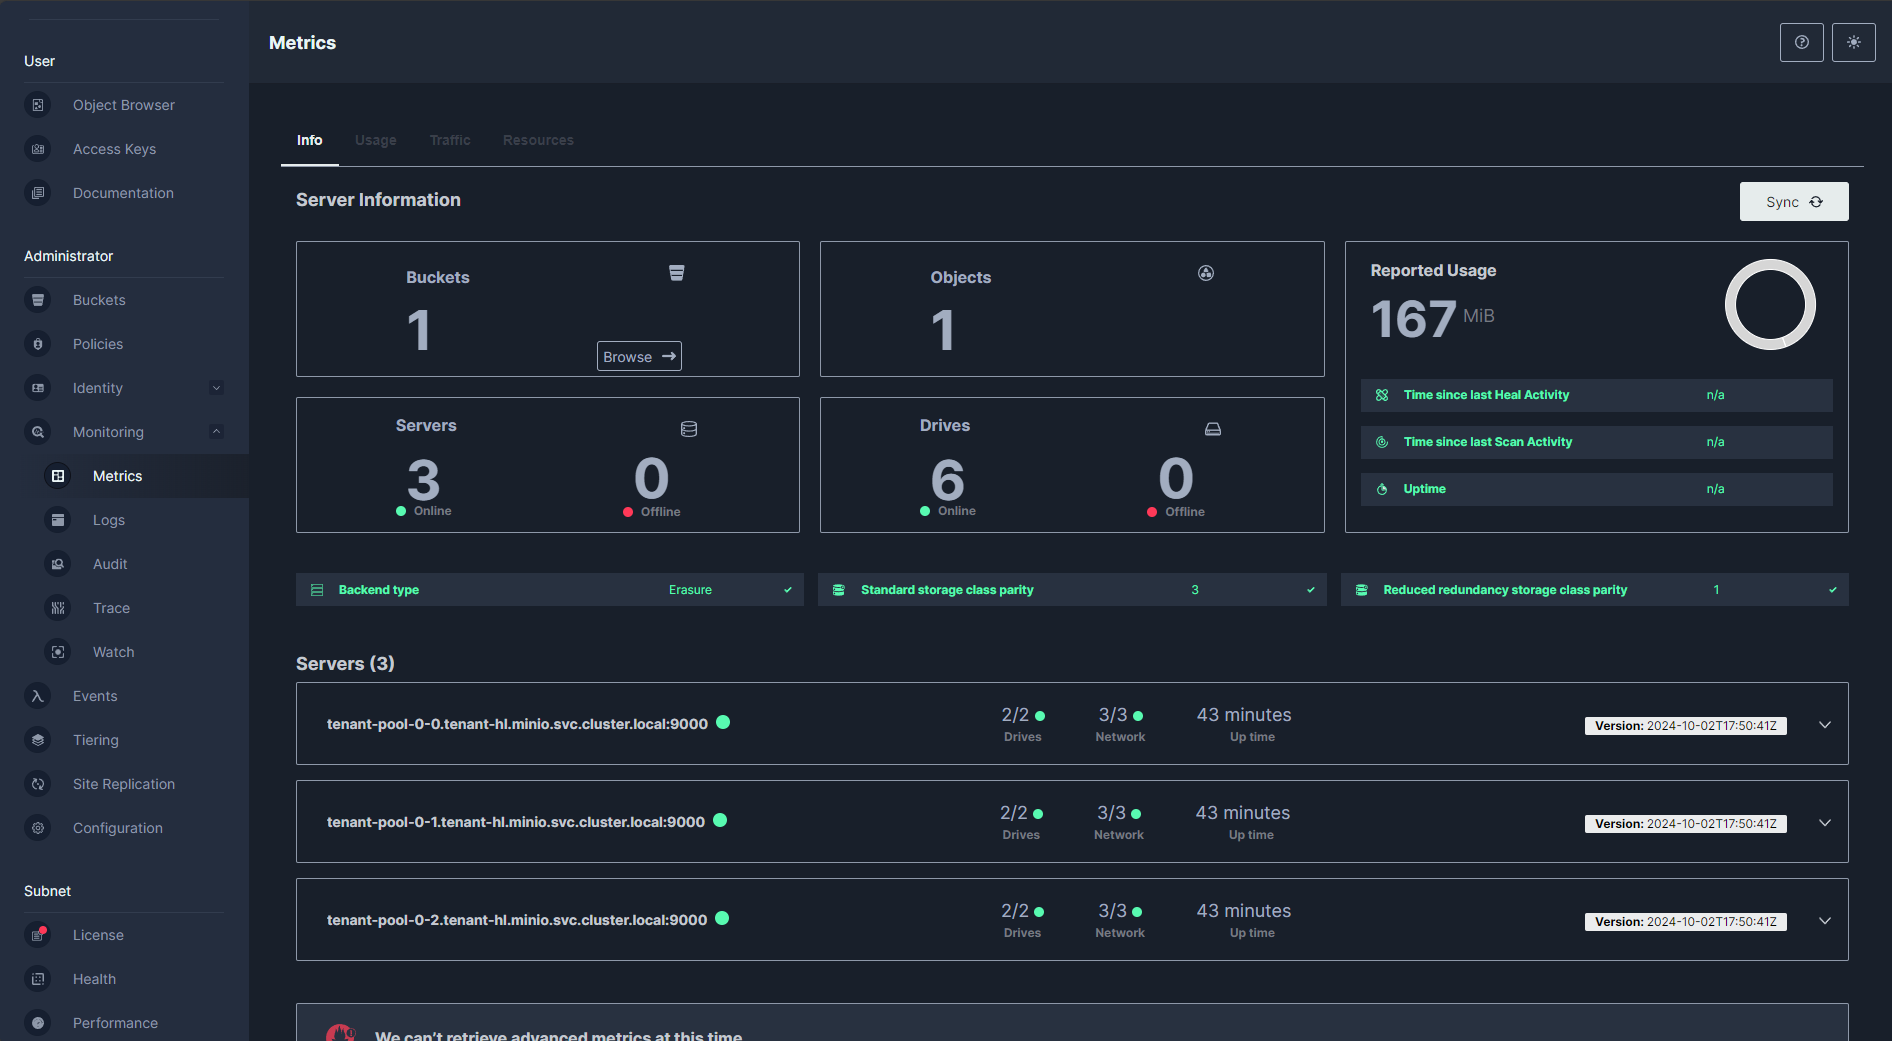 User
Object Browser
Access Keys
Documentation
Administrator
Buckets
Policies
Identity
Monitoring
Metrics
Logs
Audit
Trace
Watch
Events
Tiering
Site Replication
Configuration
Subnet
License
Health
Performance
Metrics
Info Usage Traffic Resources
Server Information
Sync
Buckets
1
Browse
Objects
1
Reported Usage
167 MiB
Time since last Heal Activity n/a
Time since last Scan Activity n/a
Uptime n/a
Servers
3 0
Online Offline
Drives
6 0
Online Offline
Backend type Erasure
Standard storage class parity 3
Reduced redundancy storage class parity 1
Servers (3)
tenant-pool-0-0.tenant-hl.minio.svc.cluster.local:9000
2/2 3/3 43 minutes
Drives Network Up time
Version: 2024-10-02T17:50:41Z
tenant-pool-0-1.tenant-hl.minio.svc.cluster.local:9000
2/2 3/3 43 minutes
Drives Network Up time
Version: 2024-10-02T17:50:41Z
tenant-pool-0-2.tenant-hl.minio.svc.cluster.local:9000
2/2 3/3 43 minutes
Drives Network Up time
Version: 2024-10-02T17:50:41Z
We can't retrieve advanced metrics at this time